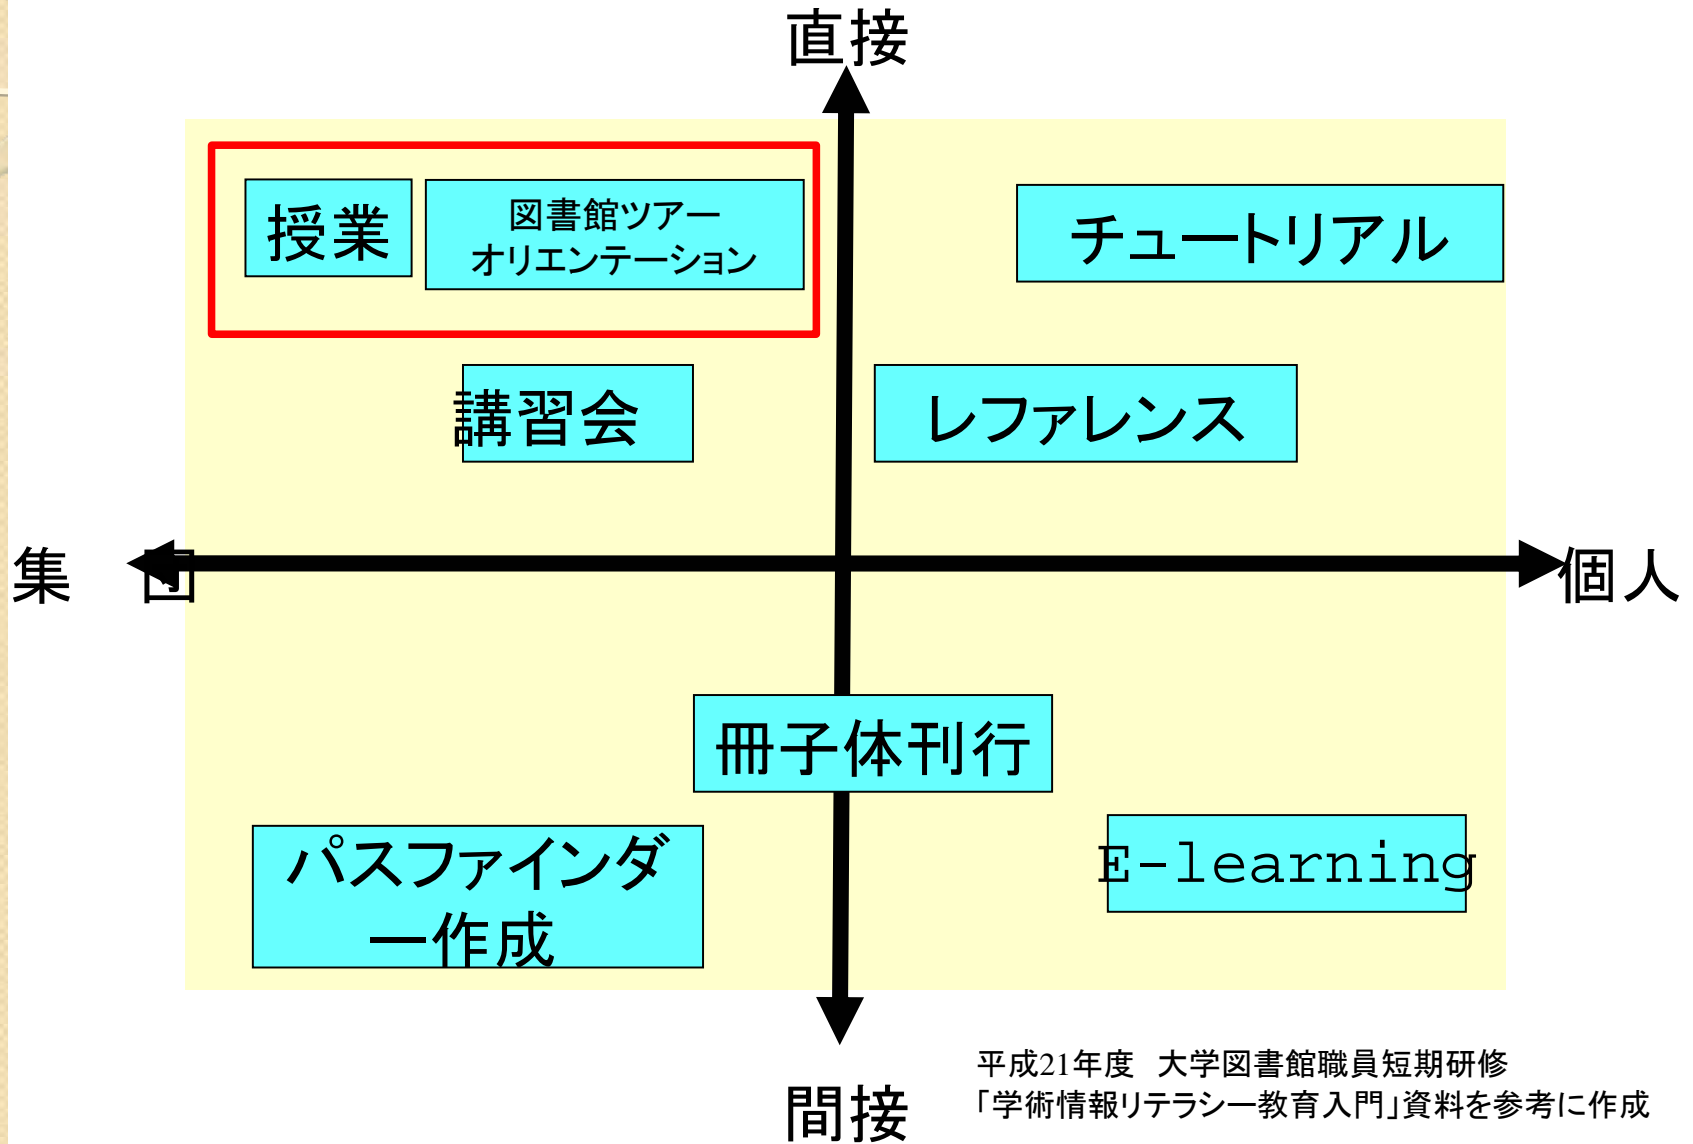 直接
授業
図書館ツアー
オリエンテーション
チュートリアル
講習会
レファレンス
集　団
個人
冊子体刊行
パスファインダ
ー作成
E-learning
間接
平成21年度　大学図書館職員短期研修
「学術情報リテラシー教育入門」資料を参考に作成